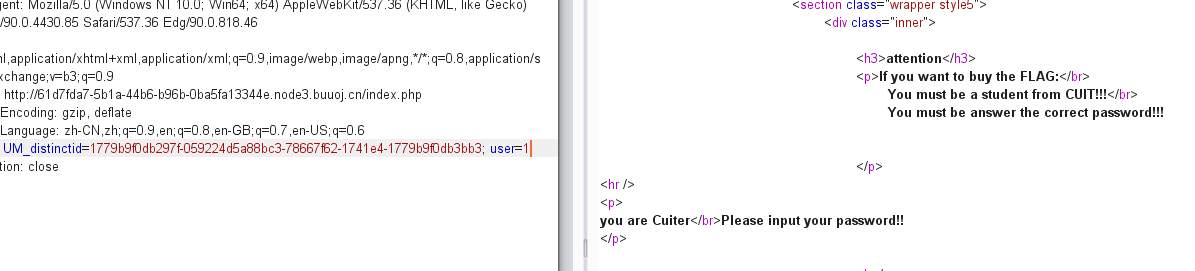 gent: Mozilla/5.0 (Windows NT 10.0; Win64; x64) AppleWebKit/537.36 (KHTML, like Gecko)
/90.0.4430.85 Safari/537.36 Edg/90.0.818.46
ml,application/xhtml+xml,application/xml;q=0.9,image/webp,image/apng,*/*;q=0.8,application/s
xchange;v=b3;q=0.9
http://61d7fda7-5b1a-44b6-b96b-0ba5fa13344e.node3.buuoj.cn/index.php
Encoding: gzip, deflate
Language: zh-CN,zh;q=0.9,en;q=0.8,en-GB;q=0.7,en-US;q=0.6
UM_distinctid=1779b9f0db297f-059224d5a88bc3-78667f62-1741e4-1779b9f0db3bb3; user=1
tion: close
<section class="wrapper style5">
<div class="inner">
<h3>attention</h3>
<p>If you want to buy the FLAG:</br>
You must be a student from CUIT!!!</br>
You must be answer the correct password!!!
</p>
<hr />
<p>
you are Cuiter</br>Please input your password!!
</p>